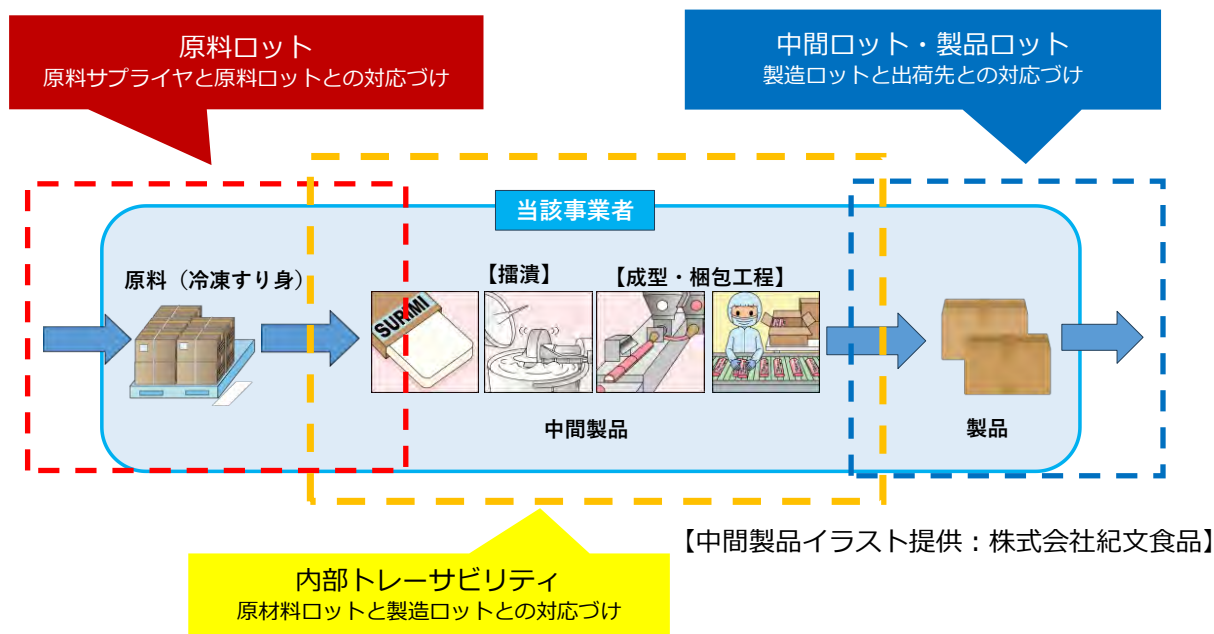 原料ロット
原料サプライヤと原料ロットとの対応づけ
中間ロット・製品ロット
製造ロットと出荷先との対応づけ
当該事業者
原料（冷凍すり身）
【擂潰】
【成型・梱包工程】
SURIMI
中間製品
製品
【中間製品イラスト提供：株式会社紀文食品】
内部トレーサビリティ
原材料ロットと製造ロットとの対応づけ